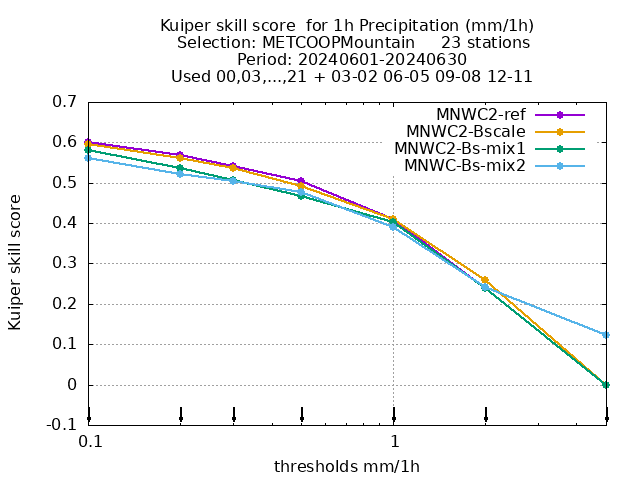 Kuiper skill score  for 1h Precipitation (mm/1h)
Selection: METCOOPMountain     23 stations
Period: 20240601-20240630
Used 00,03,...,21 + 03-02 06-05 09-08 12-11
MNWC2-ref
MNWC2-Bscale
MNWC2-Bs-mix1
MNWC-Bs-mix2
0.7
0.6
0.5
0.4
0.3
0.2
0.1
0
-0.1
Kuiper skill score
0.1 1
thresholds mm/1h